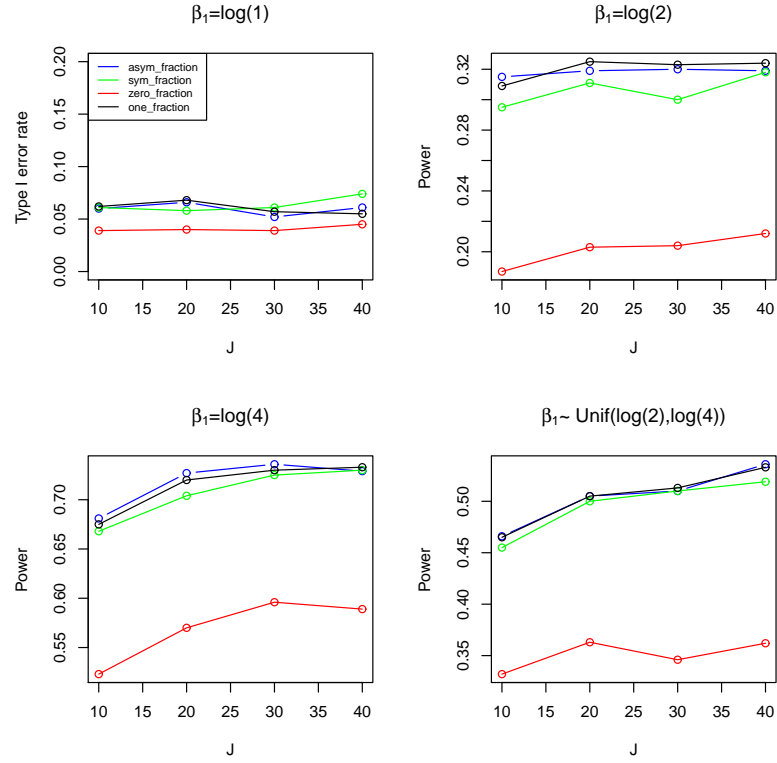 β1=log(1)
Type I error rate
0.20
0.15
0.10
0.05
0.00
asym_fraction
sym_fraction
zero_fraction
one_fraction
10 15 20 25 30 35 40
J
β1=log(2)
Power
0.32
0.28
0.24
0.20
10 15 20 25 30 35 40
J
β1=log(4)
Power
0.70
0.65
0.60
0.55
10 15 20 25 30 35 40
J
β1~ Unif(log(2),log(4))
Power
0.50
0.45
0.40
0.35
10 15 20 25 30 35 40
J